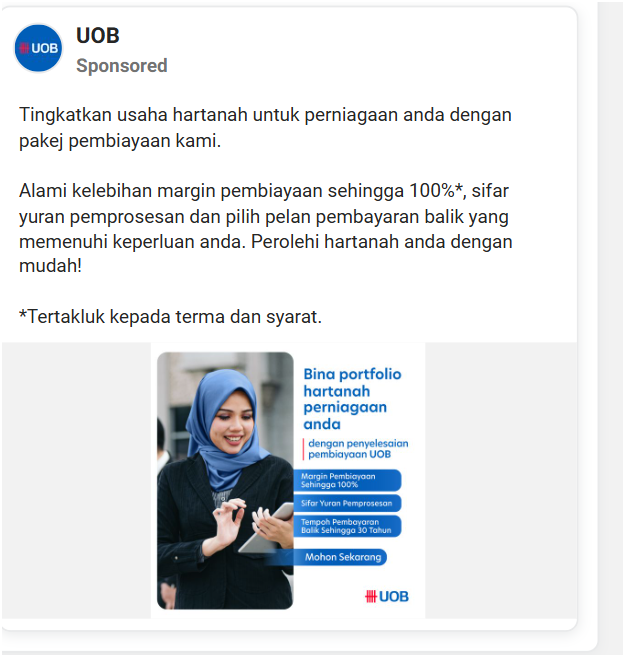 UOB
UOB
Sponsored
Tingkatkan usaha hartanah untuk perniagaan anda dengan
pakej pembiayaan kami.
Alami kelebihan margin pembiayaan sehingga 100%*, sifar
yuran pemprosesan dan pilih pelan pembayaran balik yang
memenuhi keperluan anda. Perolehi hartanah anda dengan
mudah!
*Tertakluk kepada terma dan syarat.
Bina portfolio
hartanah
perniagaan
anda
dengan penyelesaian
pembiayaan UOB
Margin Pembiayaan
Sehingga 100%
Sifar Yuran Pemprosesan
Tempoh Pembayaran
Balik Sehingga 30 Tahun
Mohon Sekarang
UOB